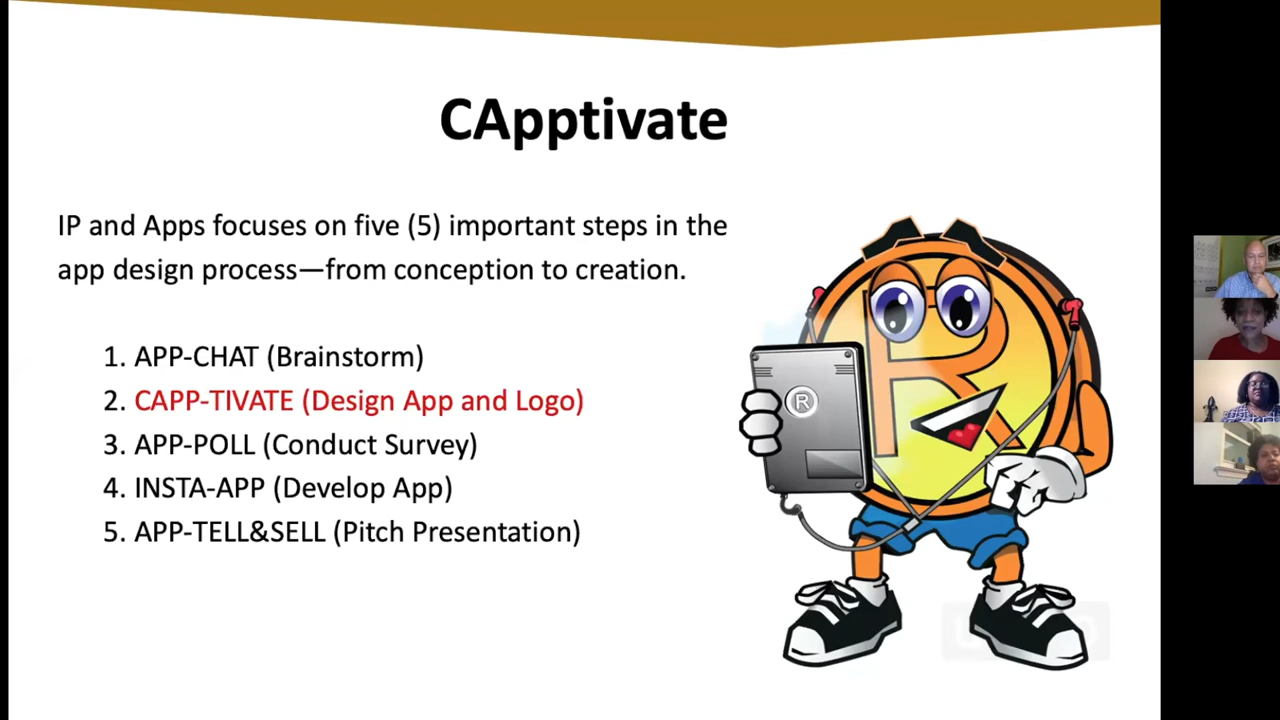 CApptivate
IP and Apps focuses on five (5) important steps in the
app design process—from conception to creation.
1. APP-CHAT (Brainstorm)
2. CAPP-TIVATE (Design App and Logo)
3. APP-POLL (Conduct Survey)
4. INSTA-APP (Develop App)
5. APP-TELL&SELL (Pitch Presentation)
R
®